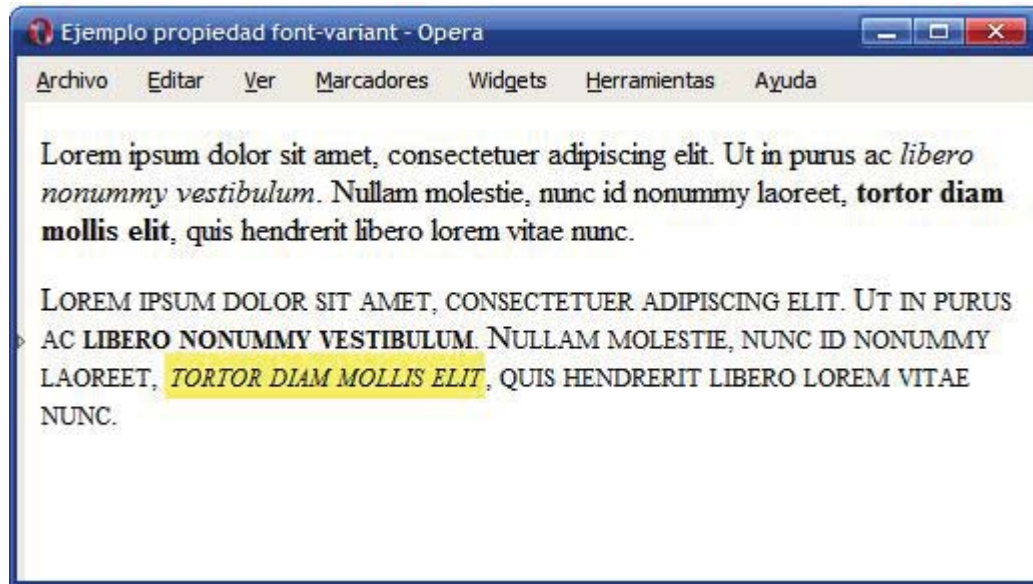 Ejemplo propiedad font-variant - Opera
Archivo Editar Ver Marcadores Widgets Herramientas Ayuda
Lorem ipsum dolor sit amet, consectetuer adipiscing elit. Ut in purus ac libero
nonummy vestibulum. Nullam molestie, nunc id nonummy laoreet, tortor diam
mollis elit, quis hendrerit libero lorem vitae nunc.
LOREM IPSUM DOLOR SIT AMET, CONSECTETUER ADIPISCING ELIT. UT IN PURUS
AC LIBERO NONUMMY VESTIBULUM. NULLAM MOLESTIE, NUNC ID NONUMMY
LAOREET, TORTOR DIAM MOLLIS ELIT, QUIS HENDRERIT LIBERO LOREM VITAE
NUNC.